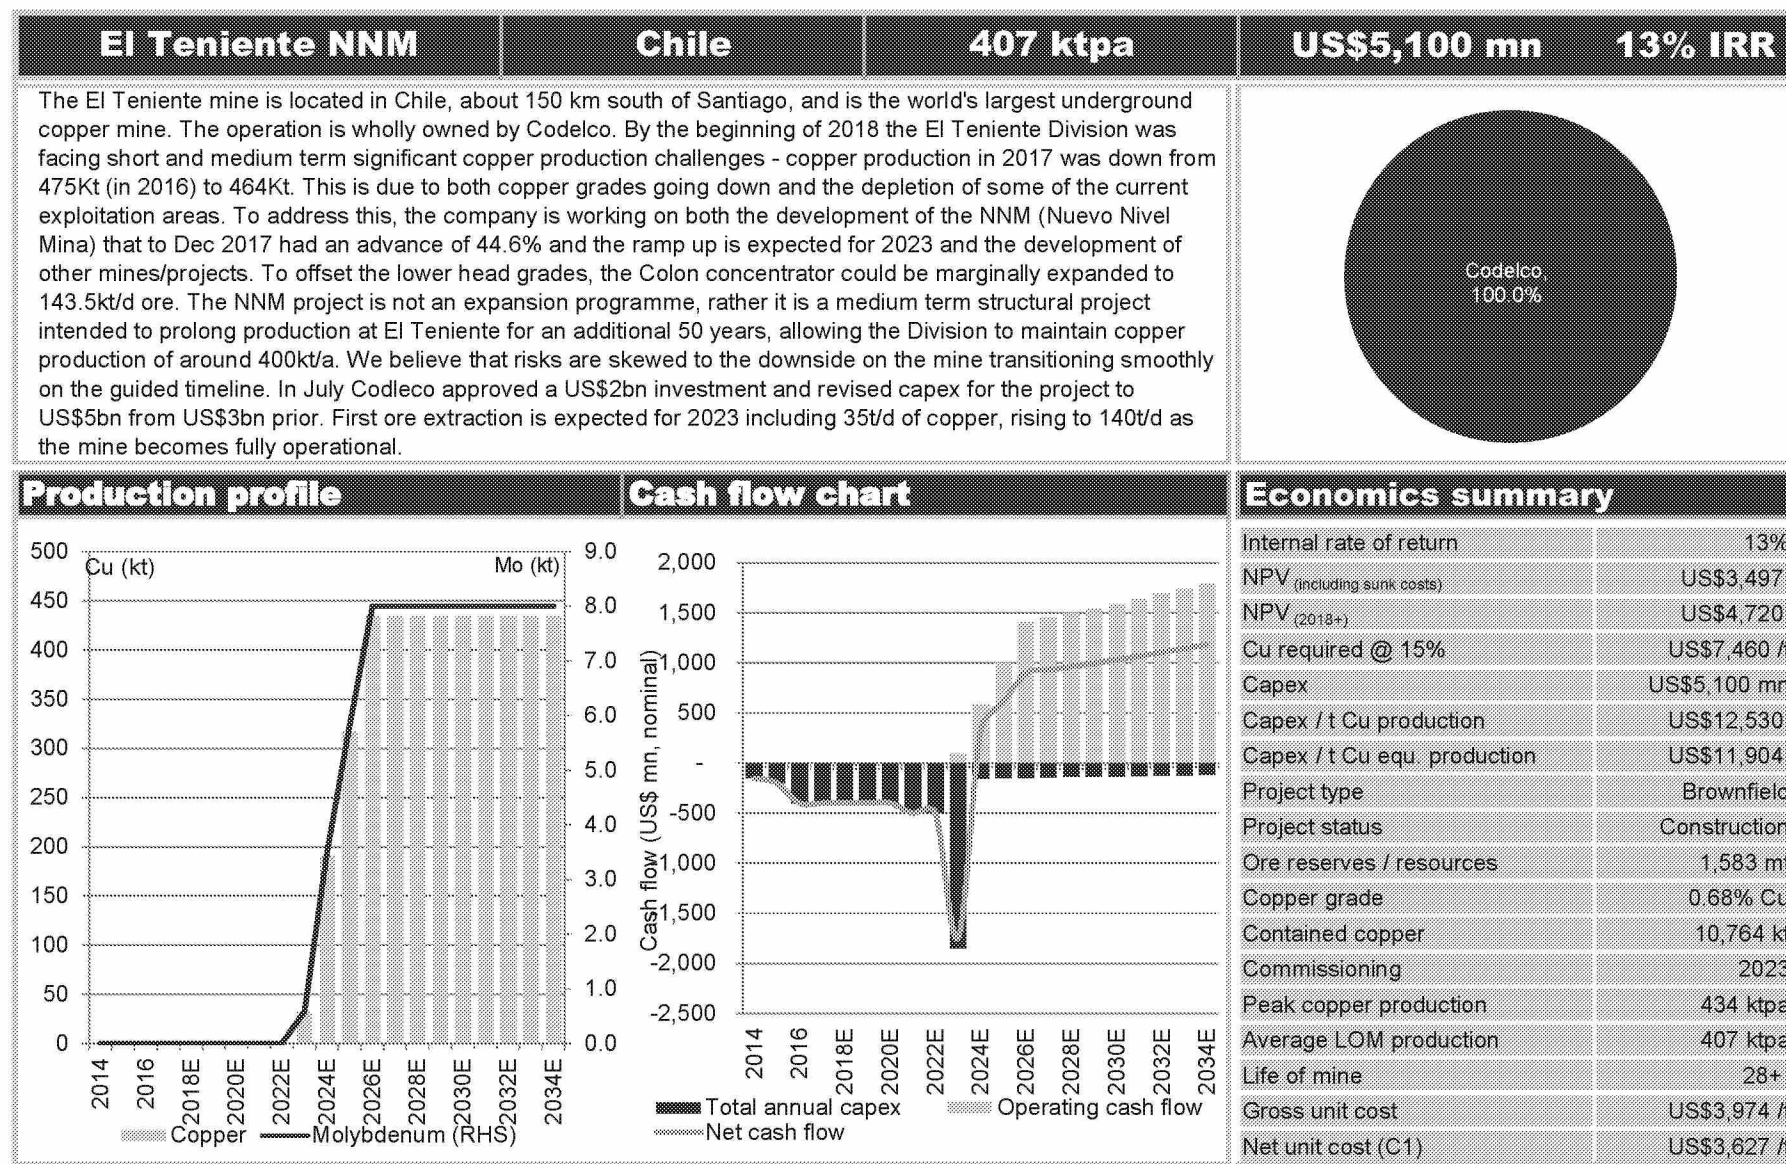 El Teniente NNM Chile 407 ktpa US$5,100 mn 13% IRR
The El Teniente mine is located in Chile, about 150 km south of Santiago, and is the world's largest underground
copper mine. The operation is wholly owned by Codelco. By the beginning of 2018 the El Teniente Division was
facing short and medium term significant copper production challenges - copper production in 2017 was down from
475Kt (in 2016) to 464Kt. This is due to both copper grades going down and the depletion of some of the current
exploitation areas. To address this, the company is working on both the development of the NNM (Nuevo Nivel
Mina) that to Dec 2017 had an advance of 44.6% and the ramp up is expected for 2023 and the development of
other mines/projects. To offset the lower head grades, the Colon concentrator could be marginally expanded to
143.5kt/d ore. The NNM project is not an expansion programme, rather it is a medium term structural project
intended to prolong production at El Teniente for an additional 50 years, allowing the Division to maintain copper
production of around 400kt/a. We believe that risks are skewed to the downside on the mine transitioning smoothly
on the guided timeline. In July Codleco approved a US$2bn investment and revised capex for the project to
US$5bn from US$3bn prior. First ore extraction is expected for 2023 including 35t/d of copper, rising to 140t/d as
the mine becomes fully operational.
Codelco,
100.0%
Production profile
Cu (kt)
Mo (kt)
500
450
400
350
300
250
200
150
100
50
0
9.0
8.0
7.0
6.0
5.0
4.0
3.0
2.0
1.0
0.0
2014
2016
2018E
2020E
2022E
2024E
2026E
2028E
2030E
2032E
2034E
Copper
Molybdenum (RHS)
Cash flow chart
Cash flow (US$ mn, nominal)
2,000
1,500
1,000
500
-
-500
-1,000
-1,500
-2,000
-2,500
2014
2016
2018E
2020E
2022E
2024E
2026E
2028E
2030E
2032E
2034E
Total annual capex
Operating cash flow
Net cash flow
Economics summary
Internal rate of return 13%
NPV (including sunk costs) US$3,497
NPV (2018+) US$4,720
Cu required @ 15% US$7,460 /t
Capex US$5,100 mn
Capex / t Cu production US$12,530
Capex / t Cu equ. production US$11,904
Project type Brownfield
Project status Construction
Ore reserves / resources 1,583 mt
Copper grade 0.68% Cu
Contained copper 10,764 kt
Commissioning 2023
Peak copper production 434 ktpa
Average LOM production 407 ktpa
Life of mine 28+
Gross unit cost US$3,974 /t
Net unit cost (C1) US$3,627 /t